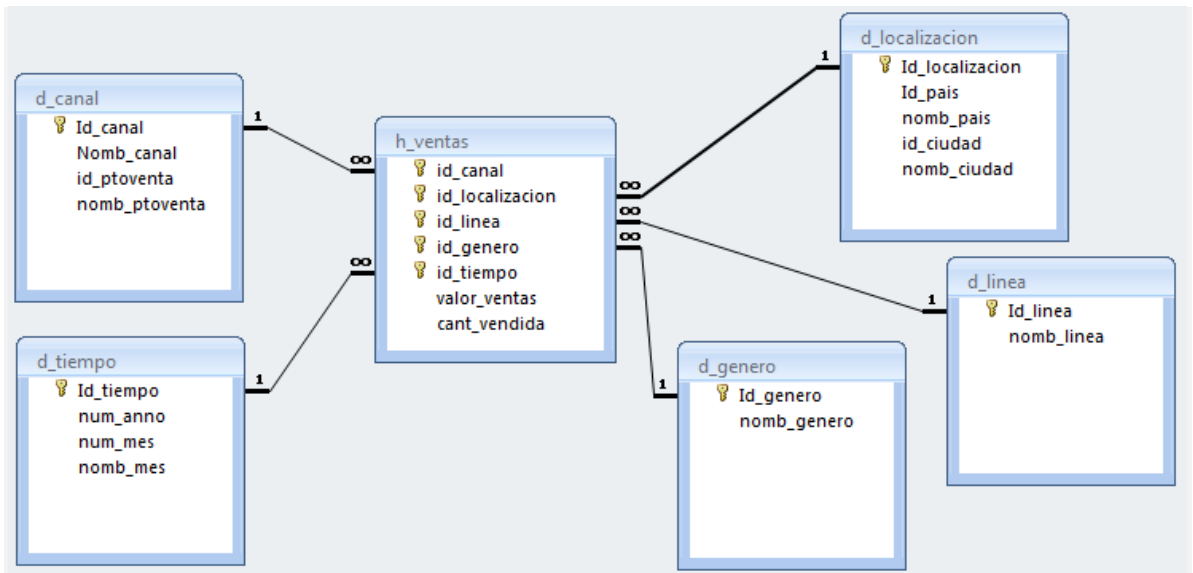 d_canal
Id_canal
Nomb_canal
id_ptoventa
nomb_ptoventa
1
∞
d_tiempo
Id_tiempo
num_anno
num_mes
nomb_mes
1
∞
h_ventas
id_canal
id_localizacion
id_linea
id_genero
id_tiempo
valor_ventas
cant_vendida
∞
∞
∞
d_localizacion
Id_localizacion
Id_pais
nomb_pais
id_ciudad
nomb_ciudad
1
d_linea
Id_linea
nomb_linea
1
d_genero
Id_genero
nomb_genero
1